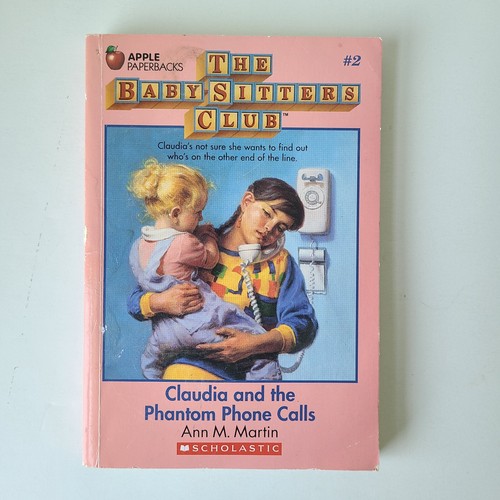 APPLE
PAPERBACKS
#2
THE
BABY-SITTERS
CLUB™
Claudia's not sure she wants to find out
who's on the other end of the line.
Claudia and the
Phantom Phone Calls
Ann M. Martin
SCHOLASTIC